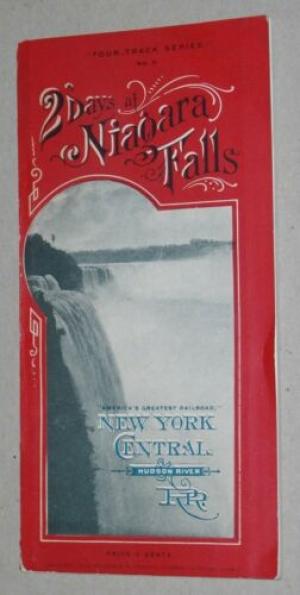 "FOUR-TRACK SERIES"
2 Days at
Niagara
Falls
"AMERICA'S GREATEST RAILROAD,"
NEW YORK
CENTRAL
&
HUDSON RIVER
RR